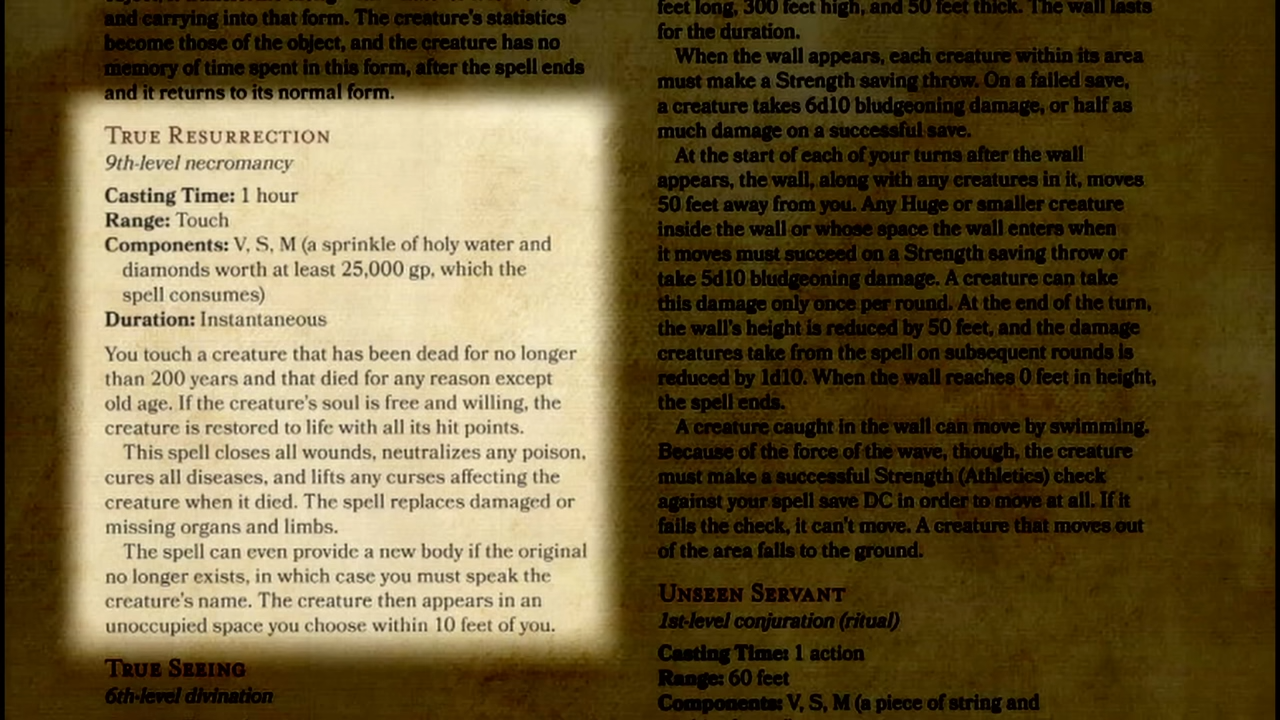 and carrying into that form. The creature's statistics
become those of the object, and the creature has no
memory of time spent in this form, after the spell ends
and it returns to its normal form.
True Resurrection
9th-level necromancy
Casting Time: 1 hour
Range: Touch
Components: V, S, M (a sprinkle of holy water and
diamonds worth at least 25,000 gp, which the
spell consumes)
Duration: Instantaneous
You touch a creature that has been dead for no longer
than 200 years and that died for any reason except
old age. If the creature's soul is free and willing, the
creature is restored to life with all its hit points.
This spell closes all wounds, neutralizes any poison,
cures all diseases, and lifts any curses affecting the
creature when it died. The spell replaces damaged or
missing organs and limbs.
The spell can even provide a new body if the original
no longer exists, in which case you must speak the
creature's name. The creature then appears in an
unoccupied space you choose within 10 feet of you.
True Seeing
6th-level divination
feet long, 300 feet high, and 50 feet thick. The wall lasts
for the duration.
When the wall appears, each creature within its area
must make a Strength saving throw. On a failed save,
a creature takes 6d10 bludgeoning damage, or half as
much damage on a successful save.
At the start of each of your turns after the wall
appears, the wall, along with any creatures in it, moves
50 feet away from you. Any Huge or smaller creature
inside the wall or whose space the wall enters when
it moves must succeed on a Strength saving throw or
take 5d10 bludgeoning damage. A creature can take
this damage only once per round. At the end of the turn,
the wall's height is reduced by 50 feet, and the damage
creatures take from the spell on subsequent rounds is
reduced by 1d10. When the wall reaches 0 feet in height,
the spell ends.
A creature caught in the wall can move by swimming.
Because of the force of the wave, though, the creature
must make a successful Strength (Athletics) check
against your spell save DC in order to move at all. If it
fails the check, it can't move. A creature that moves out
of the area falls to the ground.
Unseen Servant
1st-level conjuration (ritual)
Casting Time: 1 action
Range: 60 feet
Components: V, S, M (a piece of string and